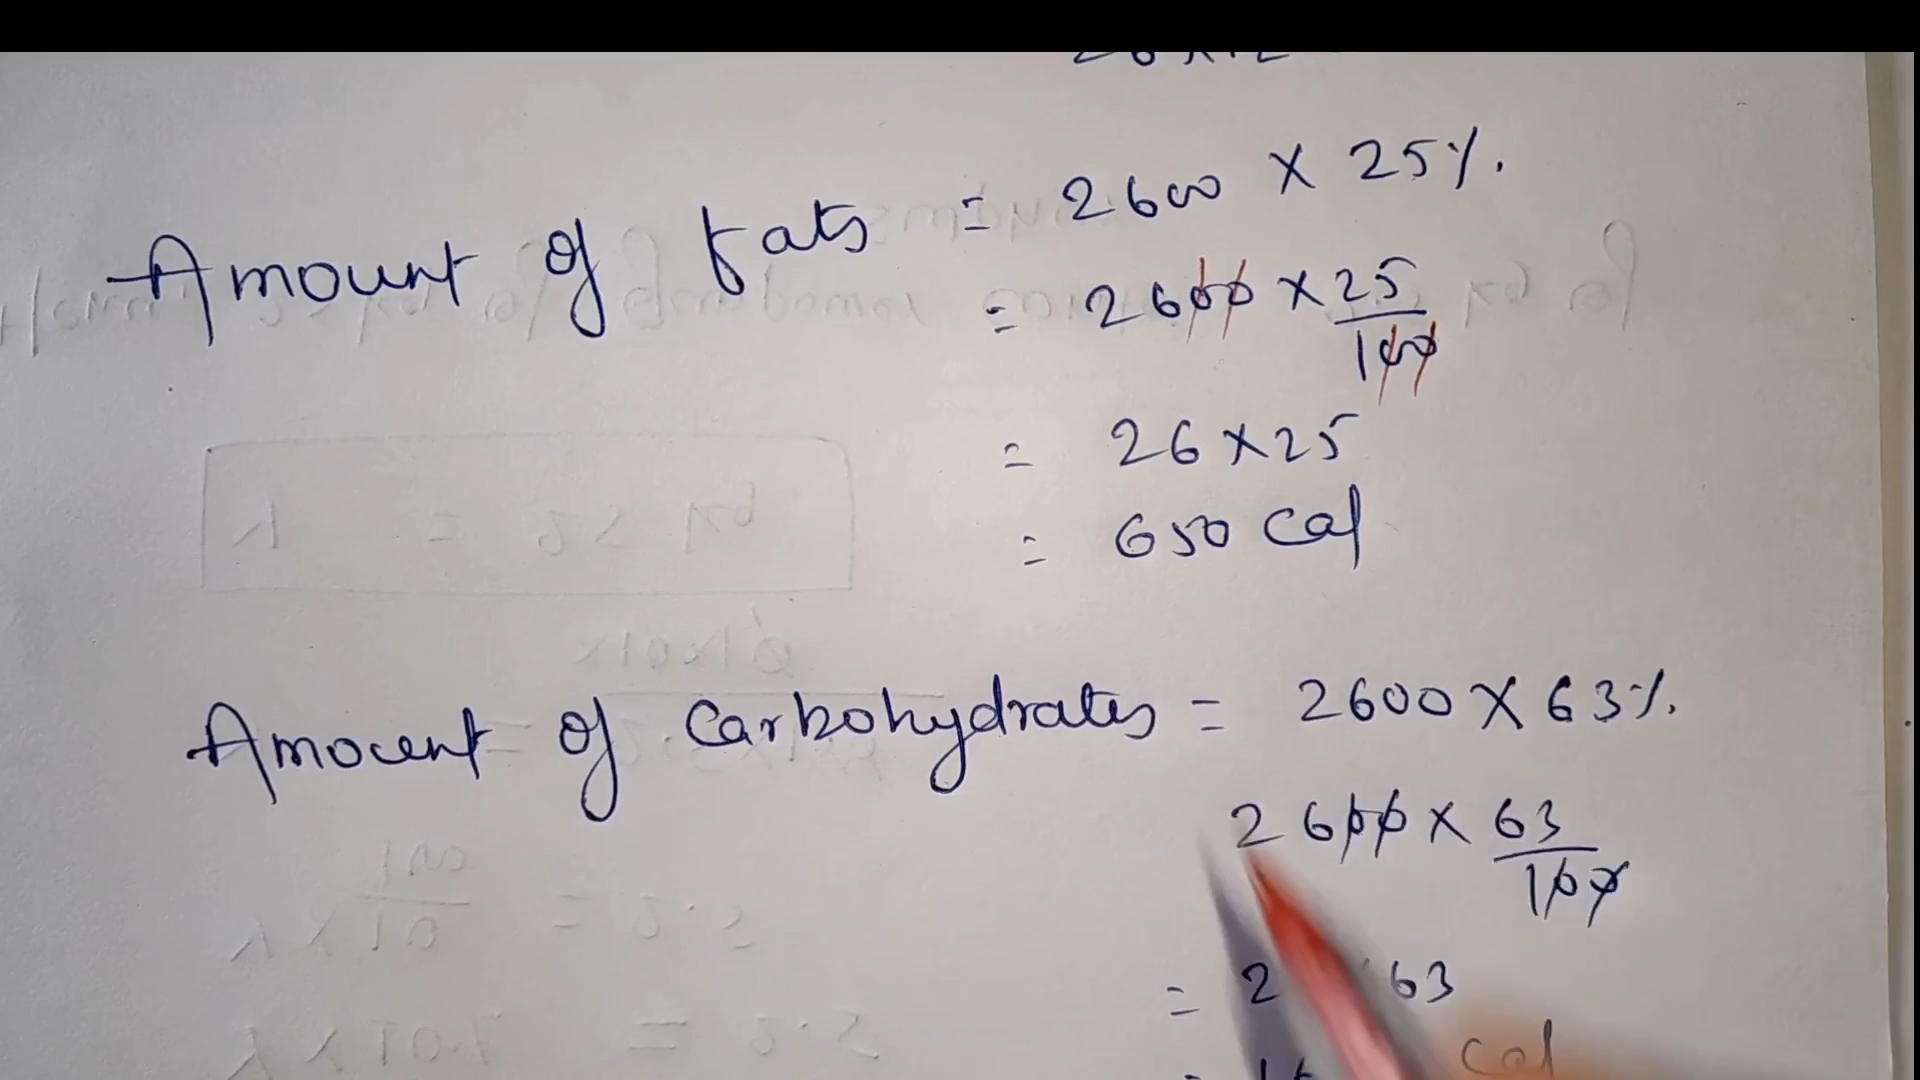 Amount of fats = 2600 × 25%.
= 2600 × 25/100
= 26 × 25
= 650 Cal
Amount of Carbohydrates = 2600 × 63%.
2600 × 63/100
= 2 63
= Cal